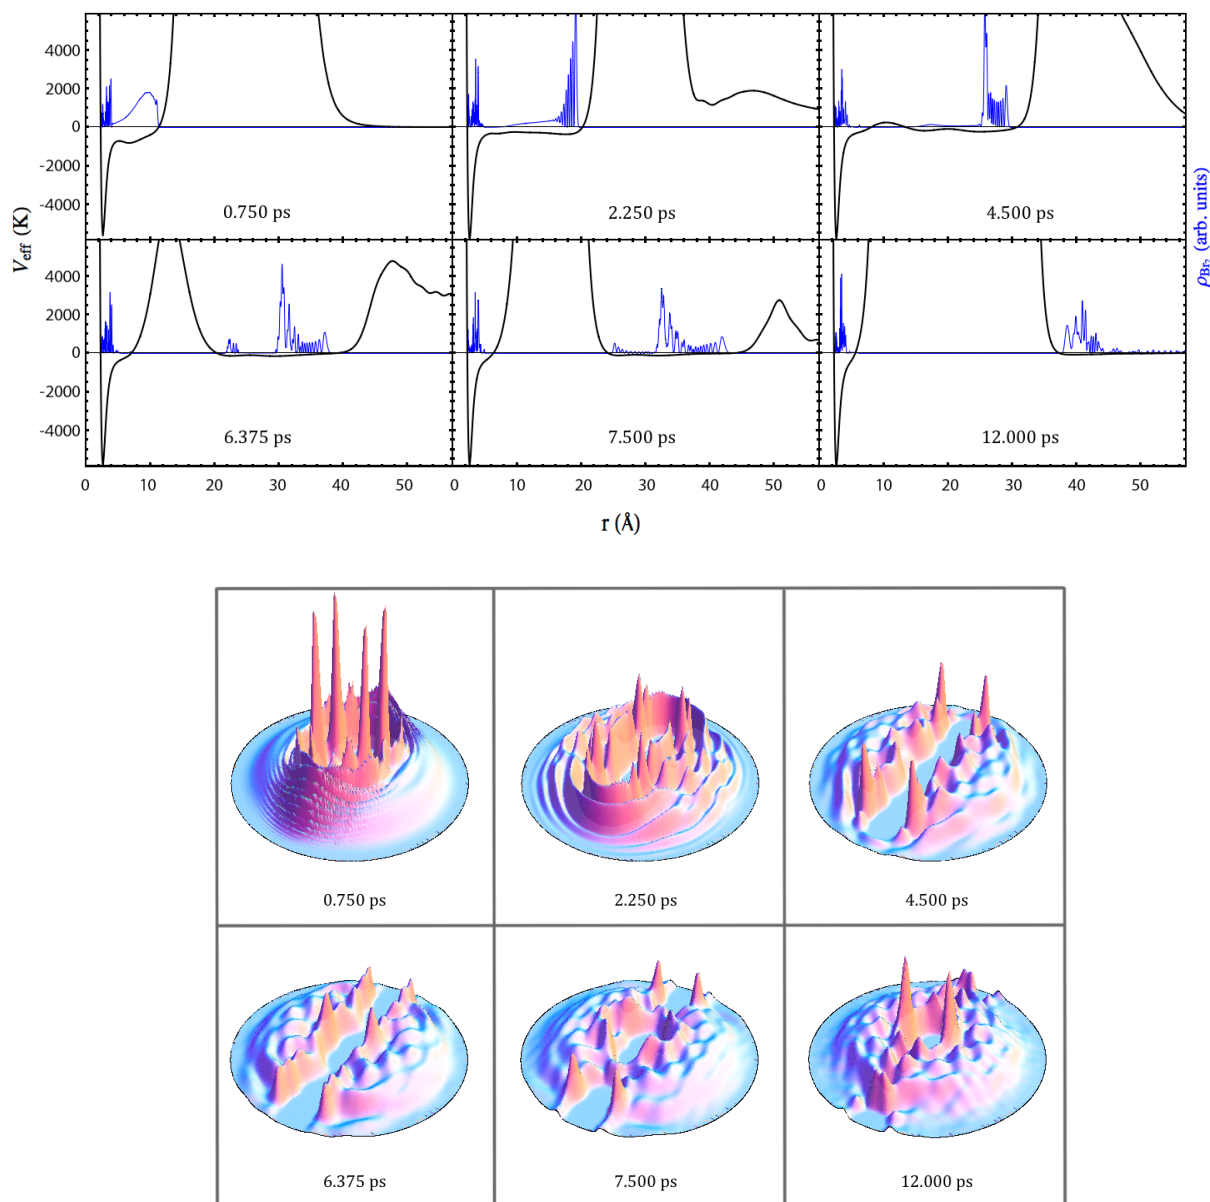 4000
2000
0
-2000
-4000
0.750 ps
2.250 ps
4.500 ps
V_eff (K)
ρ_Br₂ (arb. units)
4000
2000
0
-2000
-4000
6.375 ps
7.500 ps
12.000 ps
0 10 20 30 40 50 0 10 20 30 40 50 0 10 20 30 40 50
r (Å)
0.750 ps
2.250 ps
4.500 ps
6.375 ps
7.500 ps
12.000 ps